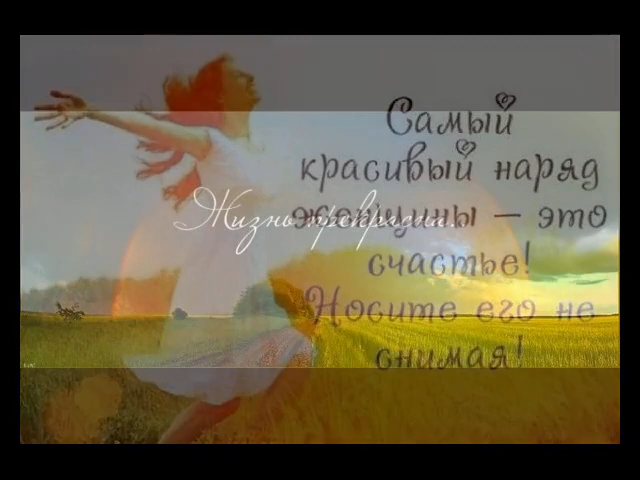 Самый
красивый наряд
женщины – это
счастье!
Носите его не
снимая!
Жизнь прекрасна...